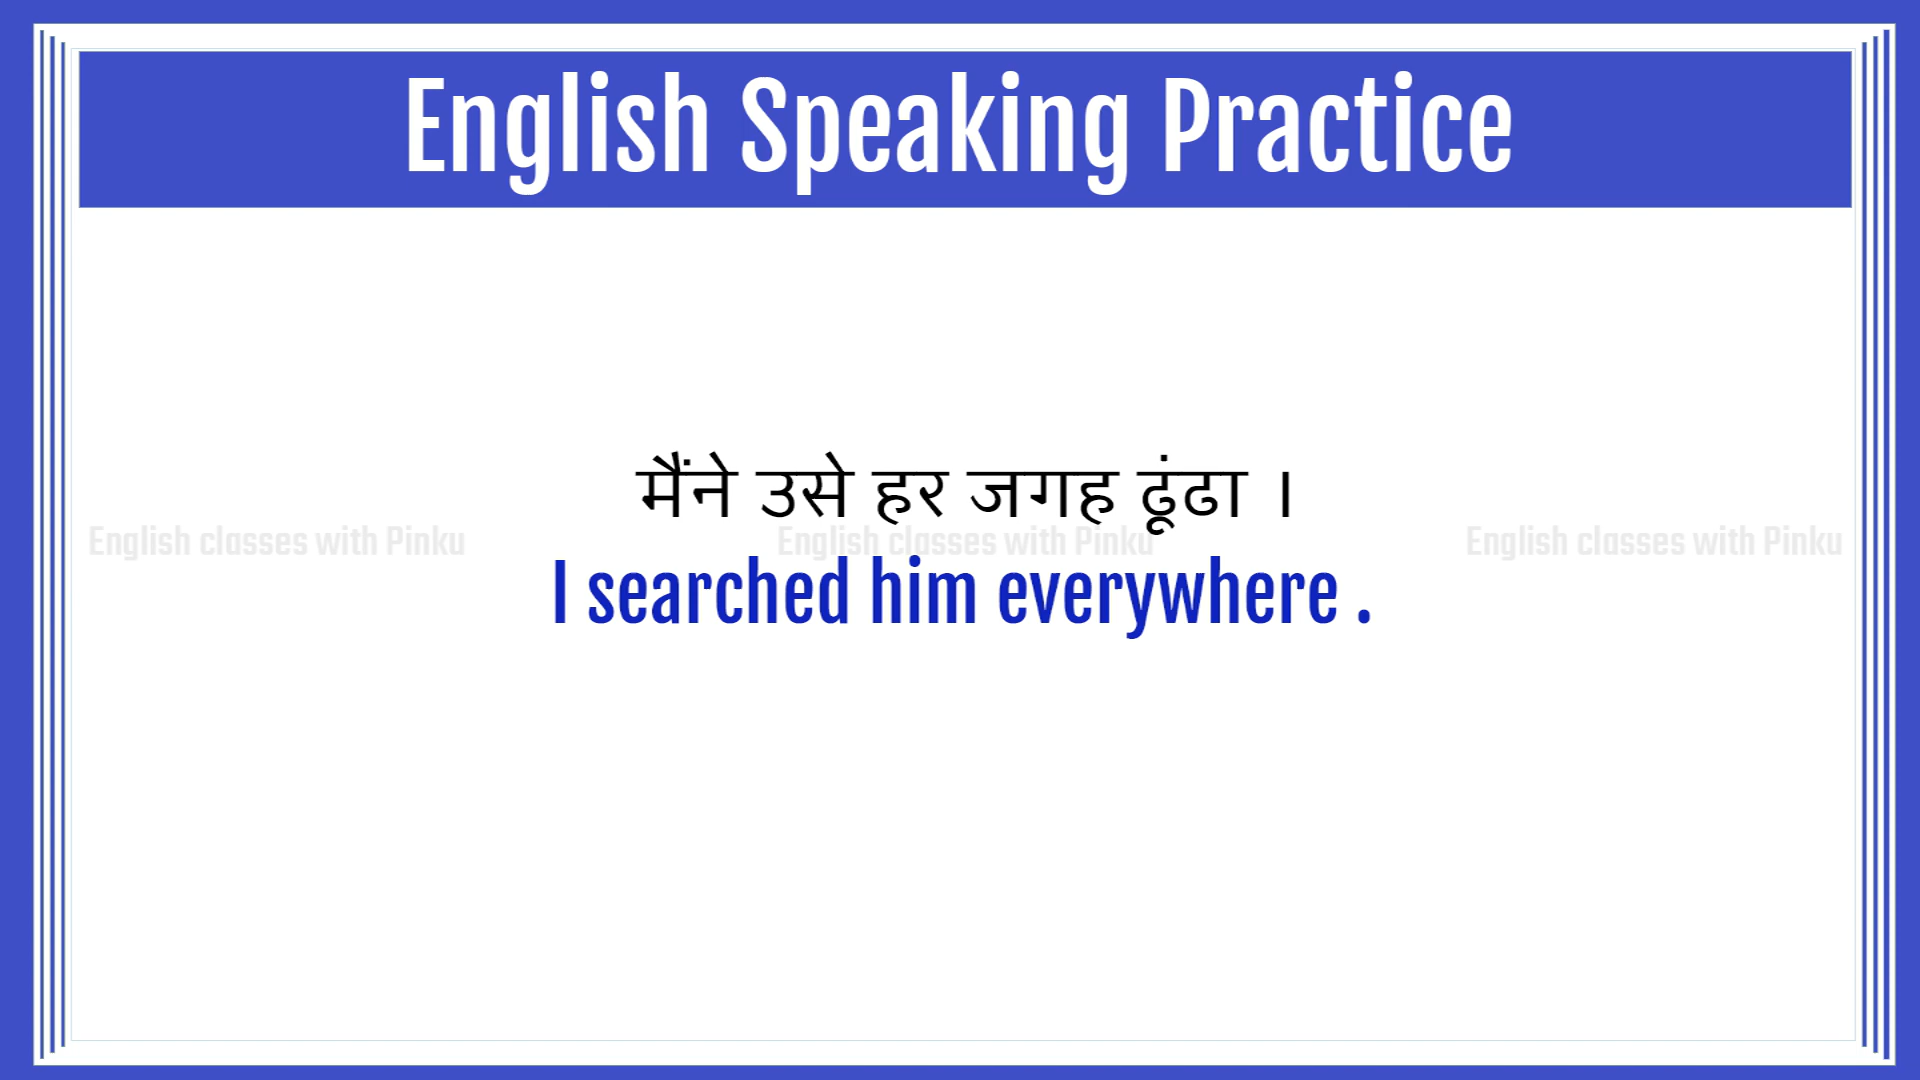 English Speaking Practice
मैंने उसे हर जगह ढूंढा ।
English classes with Pinku English classes with Pinku English classes with Pinku
I searched him everywhere .